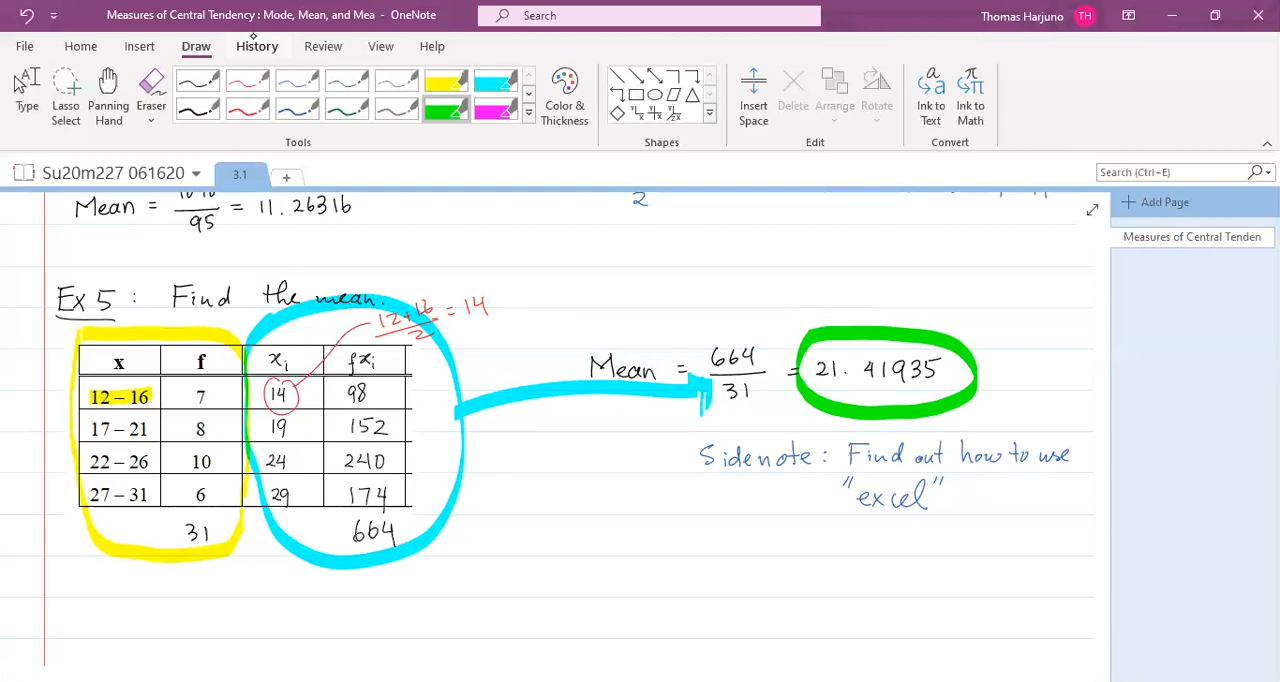 Measures of Central Tendency : Mode, Mean, and Mea - OneNote
Search
Thomas Harjuno TH
File Home Insert Draw History Review View Help
Type Lasso Select Panning Hand Eraser Color & Thickness Insert Space Delete Arrange Rotate Ink to Text Ink to Math
Tools Shapes Edit Convert
Su20m227 061620 3.1 Search (Ctrl+E)
Add Page
Measures of Central Tenden
Mean = /95 = 11.26316
2
Ex 5 : Find the mean.
12+16/2 = 14
x f xi fxi
12 – 16 7 14 98
17 – 21 8 19 152
22 – 26 10 24 240
27 – 31 6 29 174
31 664
Mean = 664/31 = 21.41935
Sidenote : Find out how to use
"excel"